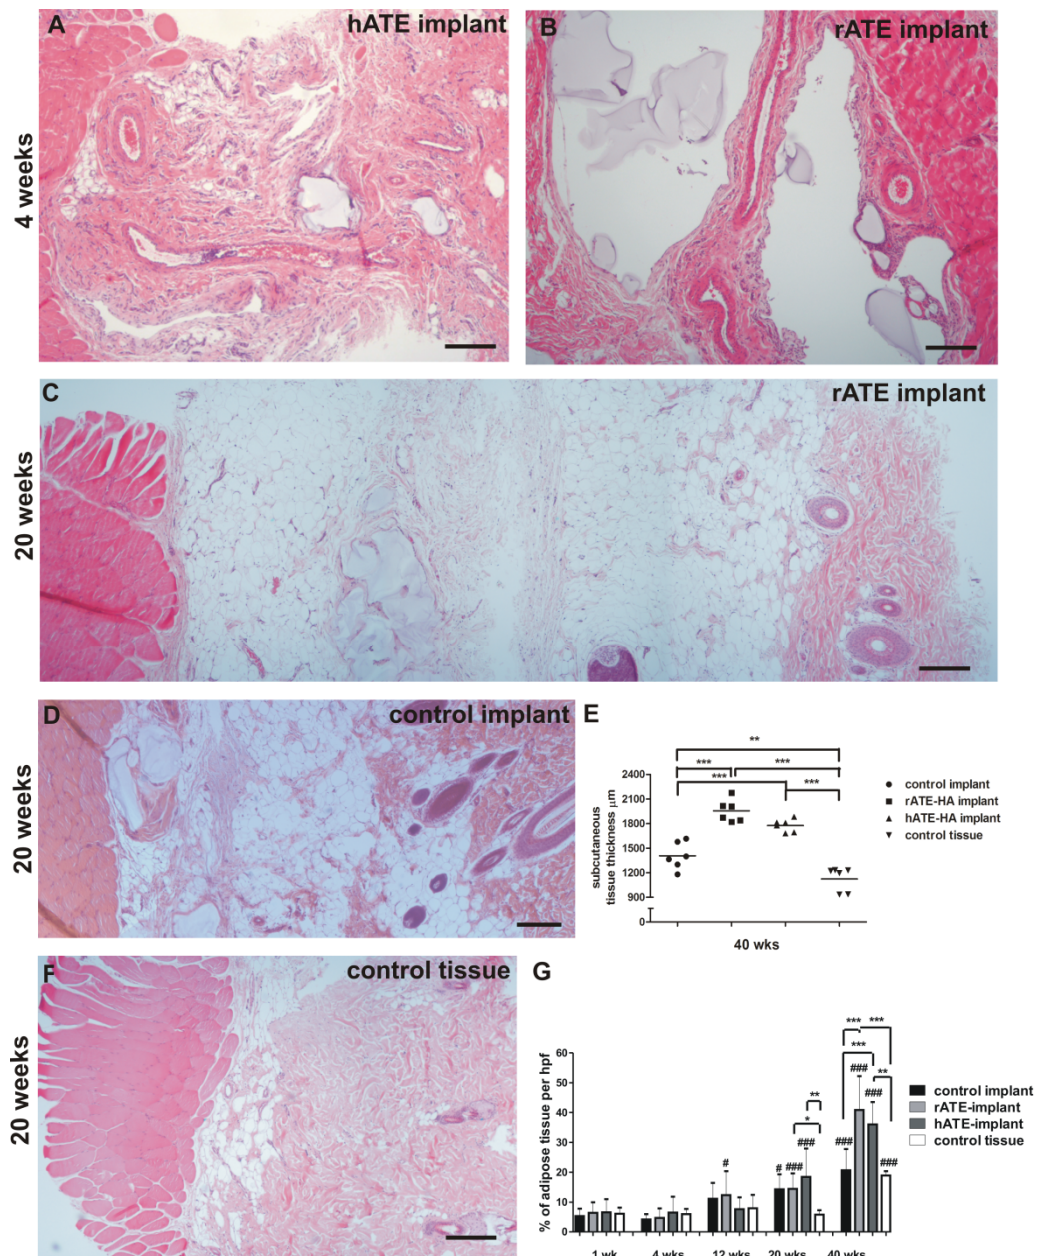 A
hATE implant
B
rATE implant
4 weeks
C
rATE implant
20 weeks
D
control implant
20 weeks
E
**
***
***
***
***
2400
2100
1800
1500
1200
900
0
subcutaneous
tissue thickness µm
40 wks
control implant
rATE-HA implant
hATE-HA implant
control tissue
F
control tissue
20 weeks
G
% of adipose tissue per hpf
60
50
40
30
20
10
0
#
#
###
###
*
**
###
###
###
###
***
***
***
**
1 wk
4 wks
12 wks
20 wks
40 wks
control implant
rATE-implant
hATE-implant
control tissue